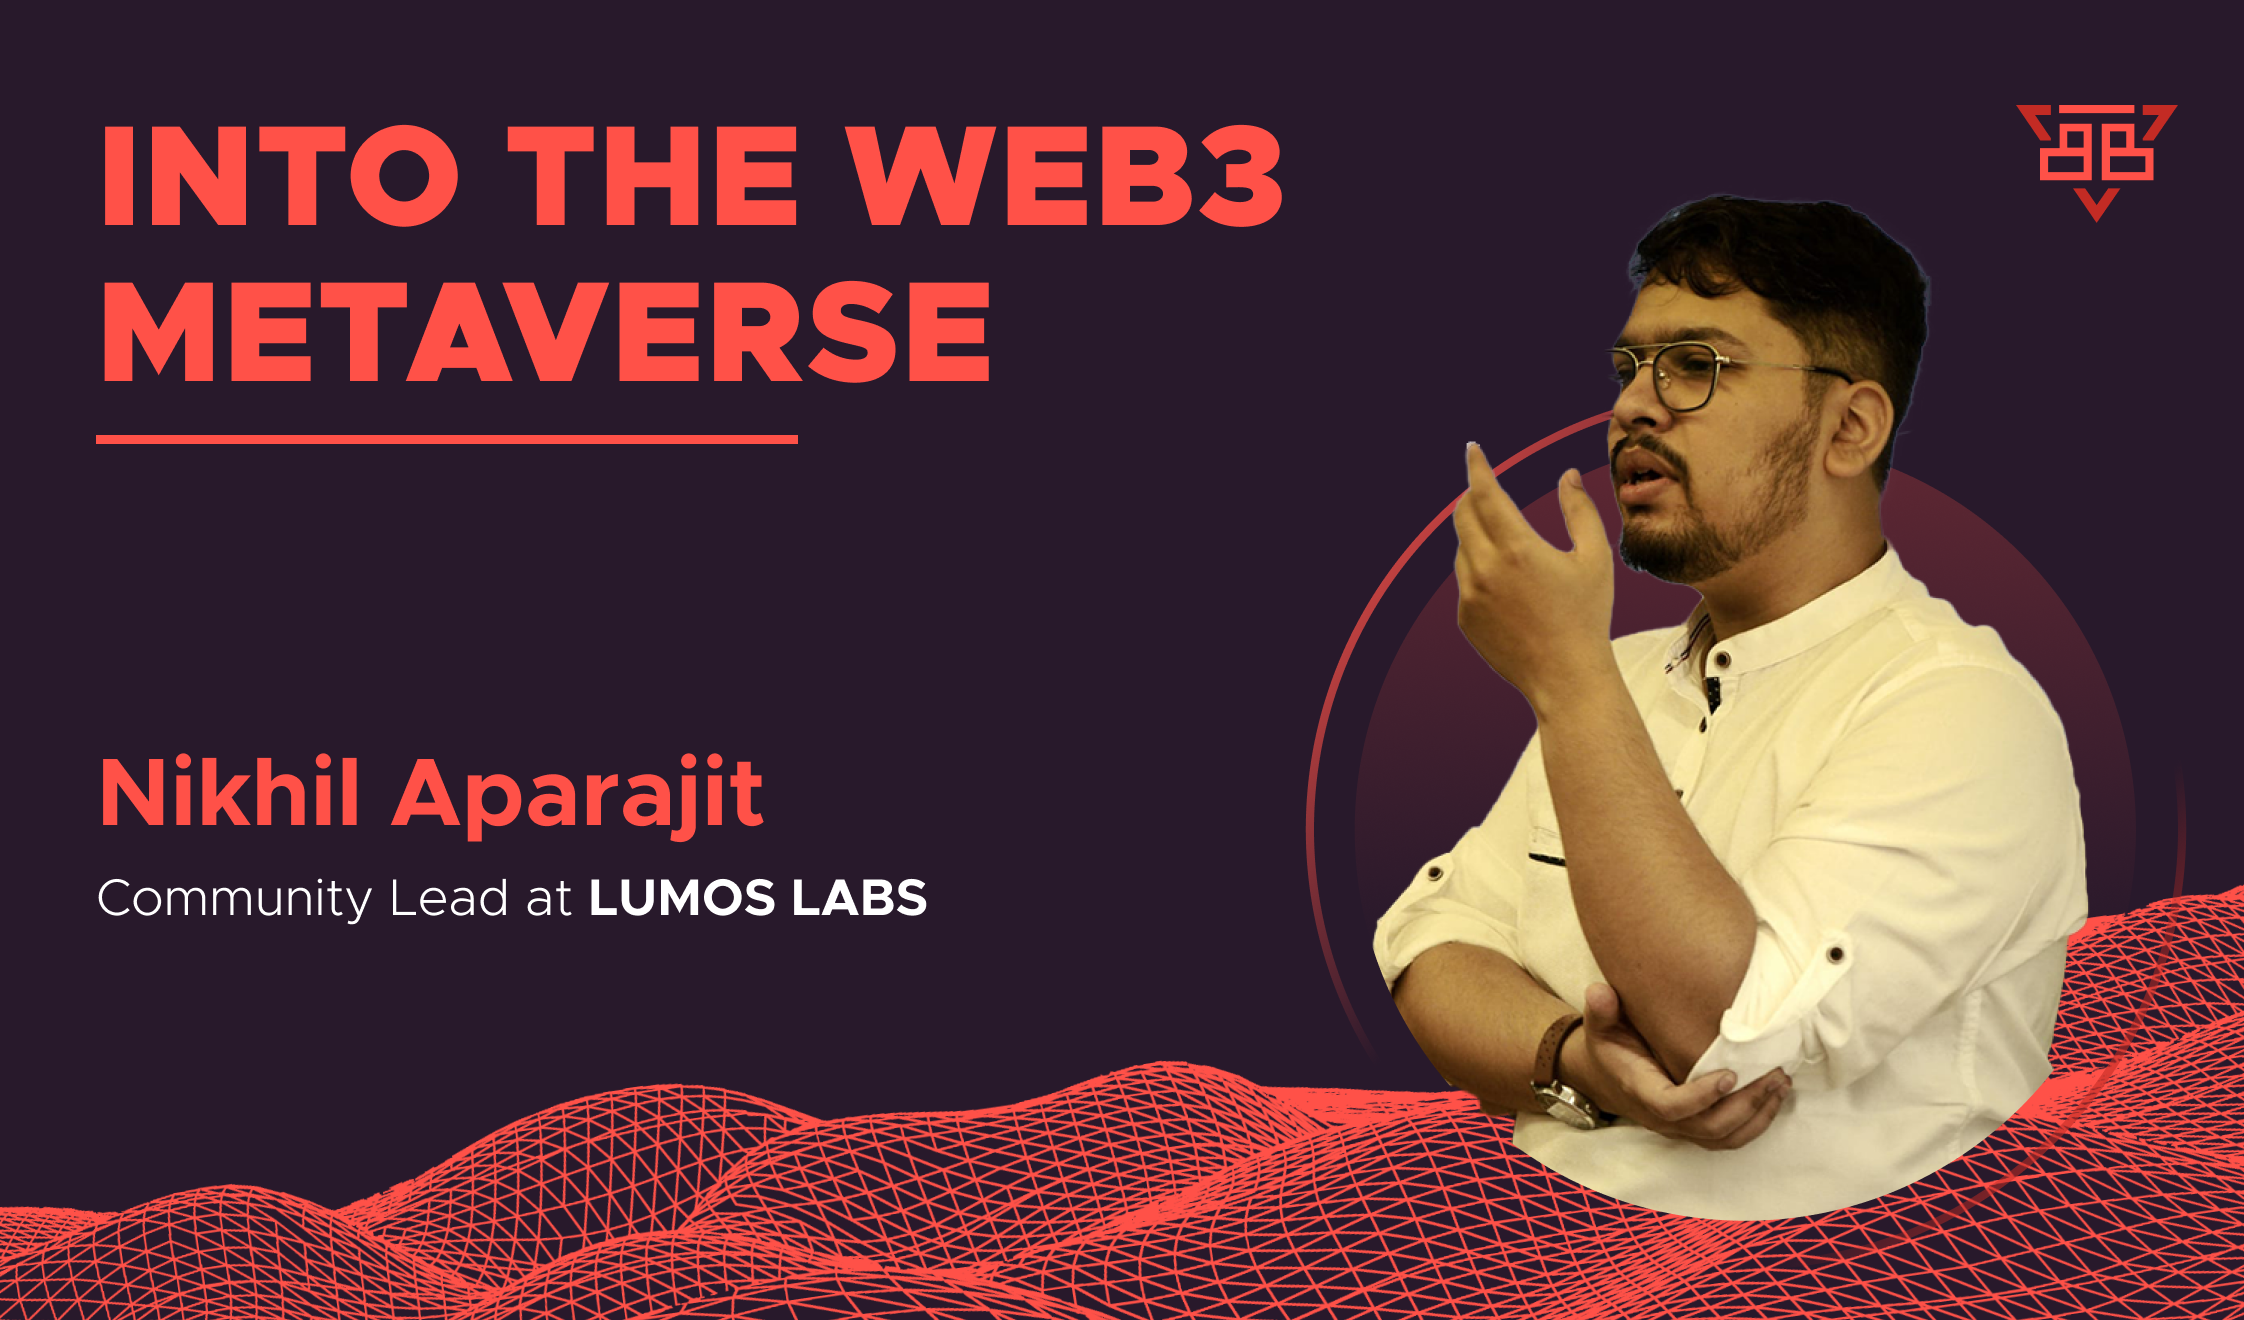 INTO THE WEB3
METAVERSE
Nikhil Aparajit
Community Lead at LUMOS LABS